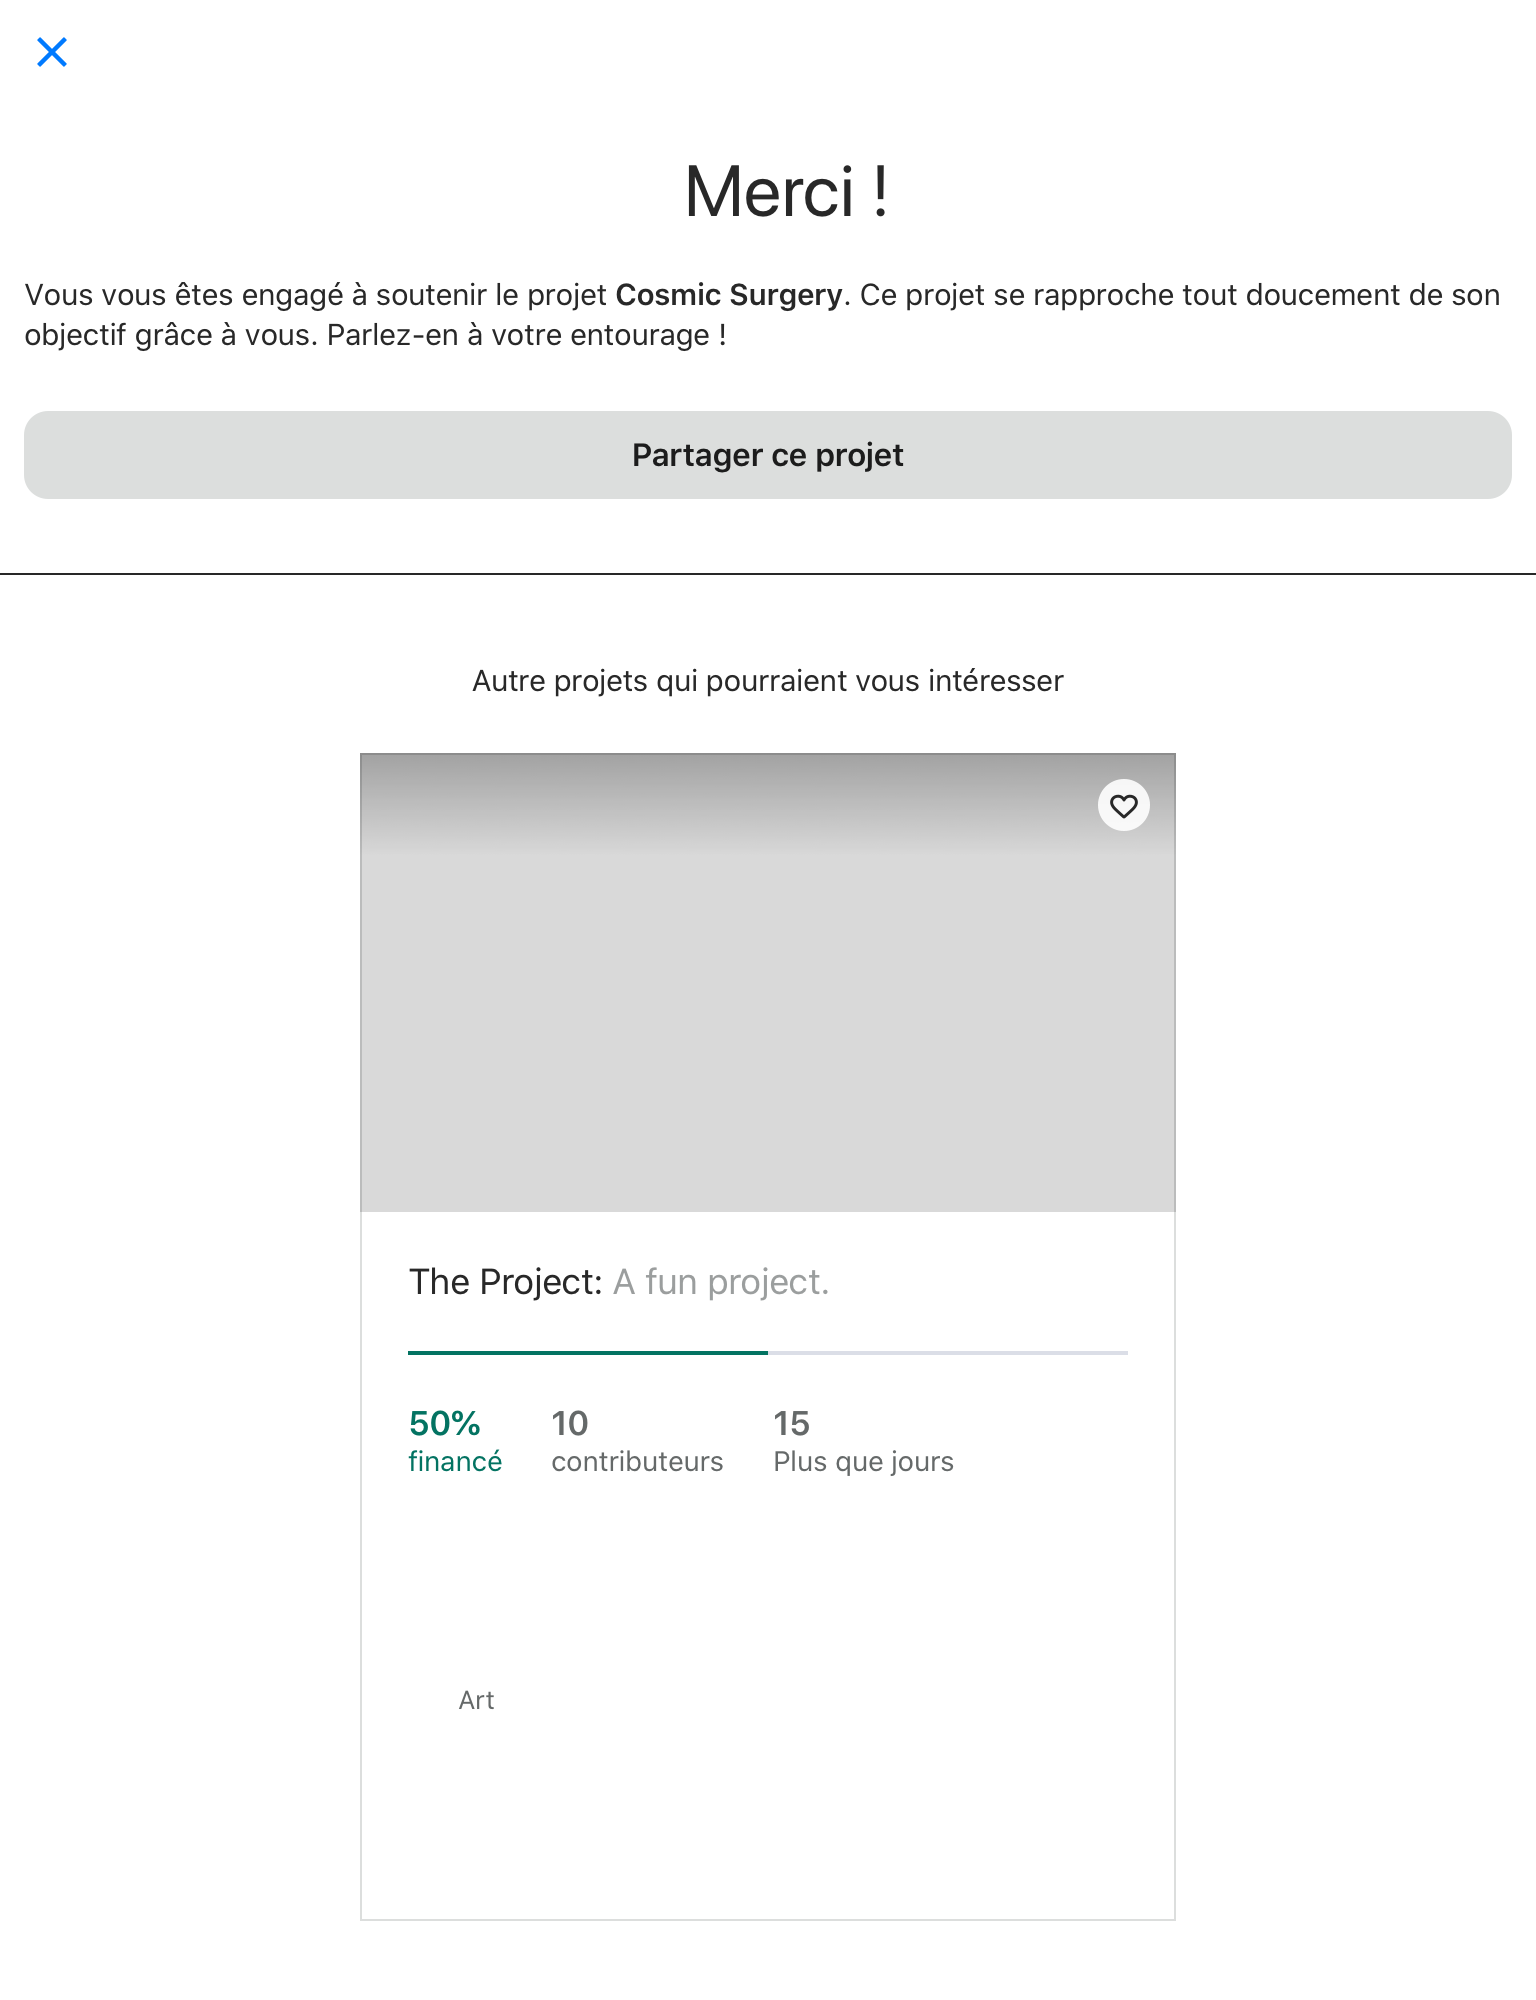 Merci !
Vous vous êtes engagé à soutenir le projet Cosmic Surgery. Ce projet se rapproche tout doucement de son
objectif grâce à vous. Parlez-en à votre entourage !
Partager ce projet
Autre projets qui pourraient vous intéresser
The Project: A fun project.
50% 10 15
financé contributeurs Plus que jours
Art